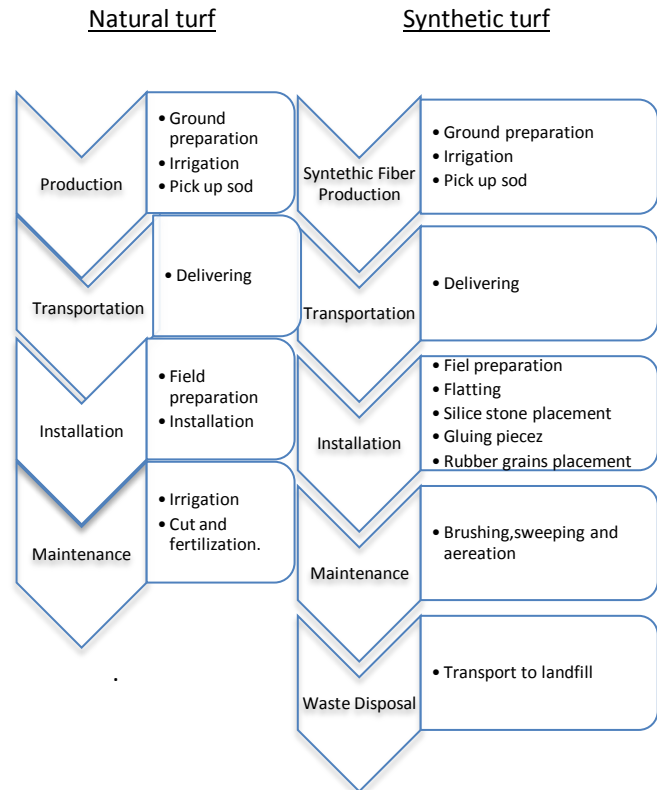 Natural turf
Production
• Ground
preparation
• Irrigation
• Pick up sod
Transportation
• Delivering
Installation
• Field
preparation
• Installation
Maintenance
• Irrigation
• Cut and
fertilization.
.
Synthetic turf
Syntethic Fiber
Production
• Ground preparation
• Irrigation
• Pick up sod
Transportation
• Delivering
Installation
• Fiel preparation
• Flatting
• Silice stone placement
• Gluing piecez
• Rubber grains placement
Maintenance
• Brushing,sweeping and
aereation
Waste Disposal
• Transport to landfill